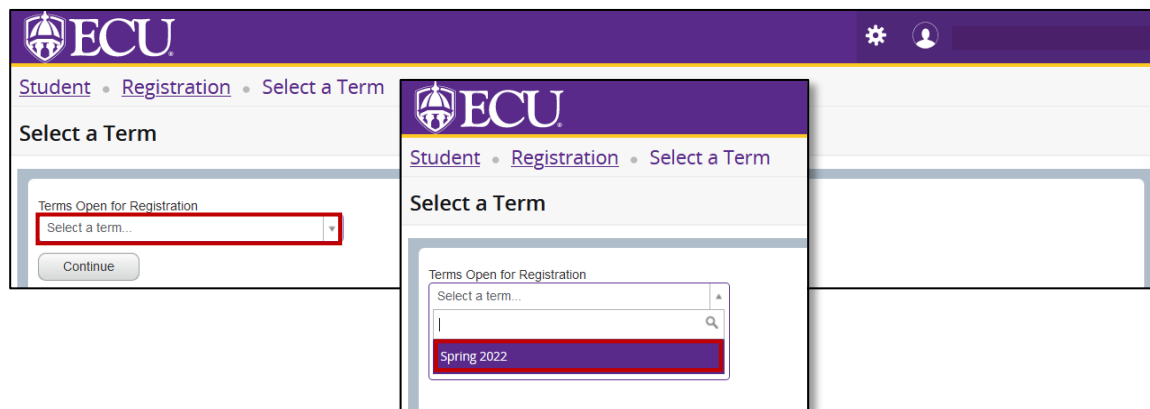 ECU
Student • Registration • Select a Term
Select a Term
Terms Open for Registration
Select a term...
Continue
ECU
Student • Registration • Select a Term
Select a Term
Terms Open for Registration
Select a term...
Spring 2022